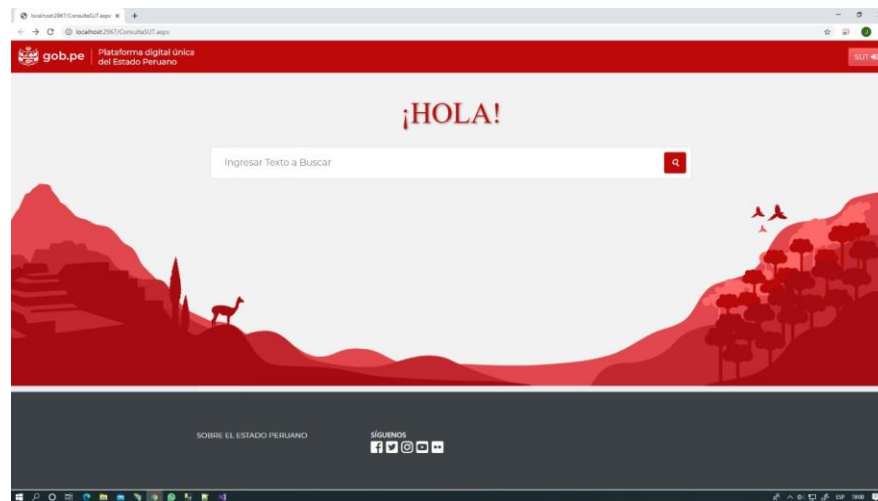 localhost:2967/ConsultaSUT.aspx
localhost:2967/ConsultaSUT.aspx
gob.pe
Plataforma digital única
del Estado Peruano
SUT
¡HOLA!
Ingresar Texto a Buscar
SOBRE EL ESTADO PERUANO
SÍGUENOS
ESP